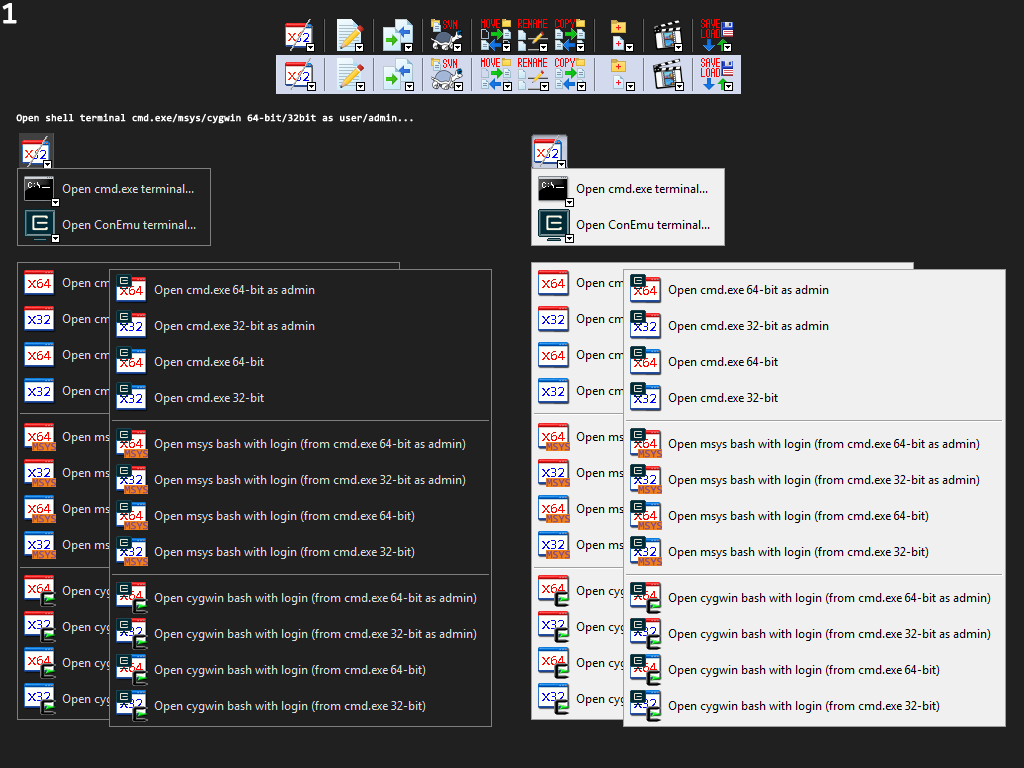 1
X32 SVN MOVE RENAME COPY SAVE LOAD
X32 SVN MOVE RENAME COPY SAVE LOAD
Open shell terminal cmd.exe/msys/cygwin 64-bit/32bit as user/admin...
X32 X32
C:\ Open cmd.exe terminal... C:\ Open cmd.exe terminal...
Open ConEmu terminal... Open ConEmu terminal...
X64 Open cm X64 Open cmd.exe 64-bit as admin X64 Open cm X64 Open cmd.exe 64-bit as admin
X32 Open cm X32 Open cmd.exe 32-bit as admin X32 Open cm X32 Open cmd.exe 32-bit as admin
X64 Open cm X64 Open cmd.exe 64-bit X64 Open cm X64 Open cmd.exe 64-bit
X32 Open cm X32 Open cmd.exe 32-bit X32 Open cm X32 Open cmd.exe 32-bit
X64 MSYS Open ms X64 MSYS Open msys bash with login (from cmd.exe 64-bit as admin) X64 MSYS Open ms X64 MSYS Open msys bash with login (from cmd.exe 64-bit as admin)
X32 MSYS Open ms X32 MSYS Open msys bash with login (from cmd.exe 32-bit as admin) X32 MSYS Open ms X32 MSYS Open msys bash with login (from cmd.exe 32-bit as admin)
X64 MSYS Open ms X64 MSYS Open msys bash with login (from cmd.exe 64-bit) X64 MSYS Open ms X64 MSYS Open msys bash with login (from cmd.exe 64-bit)
X32 MSYS Open ms X32 MSYS Open msys bash with login (from cmd.exe 32-bit) X32 MSYS Open ms X32 MSYS Open msys bash with login (from cmd.exe 32-bit)
X64 Open cyg X64 Open cygwin bash with login (from cmd.exe 64-bit as admin) X64 Open cyg X64 Open cygwin bash with login (from cmd.exe 64-bit as admin)
X32 Open cyg X32 Open cygwin bash with login (from cmd.exe 32-bit as admin) X32 Open cyg X32 Open cygwin bash with login (from cmd.exe 32-bit as admin)
X64 Open cyg X64 Open cygwin bash with login (from cmd.exe 64-bit) X64 Open cyg X64 Open cygwin bash with login (from cmd.exe 64-bit)
X32 Open cyg X32 Open cygwin bash with login (from cmd.exe 32-bit) X32 Open cyg X32 Open cygwin bash with login (from cmd.exe 32-bit)